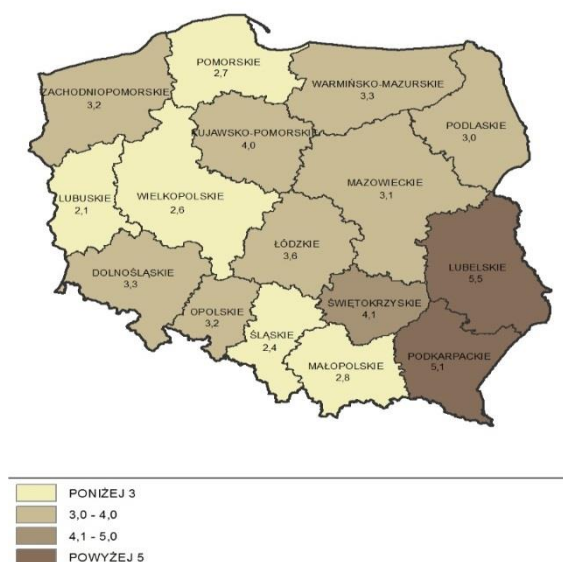 POMORSKIE
2,7
ZACHODNIOPOMORSKIE
3,2
WARMIŃSKO-MAZURSKIE
3,3
PODLASKIE
3,0
KUJAWSKO-POMORSKIE
4,0
MAZOWIECKIE
3,1
LUBUSKIE
2,1
WIELKOPOLSKIE
2,6
ŁÓDZKIE
3,6
LUBELSKIE
5,5
DOLNOŚLĄSKIE
3,3
OPOLSKIE
3,2
ŚWIĘTOKRZYSKIE
4,1
ŚLĄSKIE
2,4
MAŁOPOLSKIE
2,8
PODKARPACKIE
5,1
PONIŻEJ 3
3,0 - 4,0
4,1 - 5,0
POWYŻEJ 5